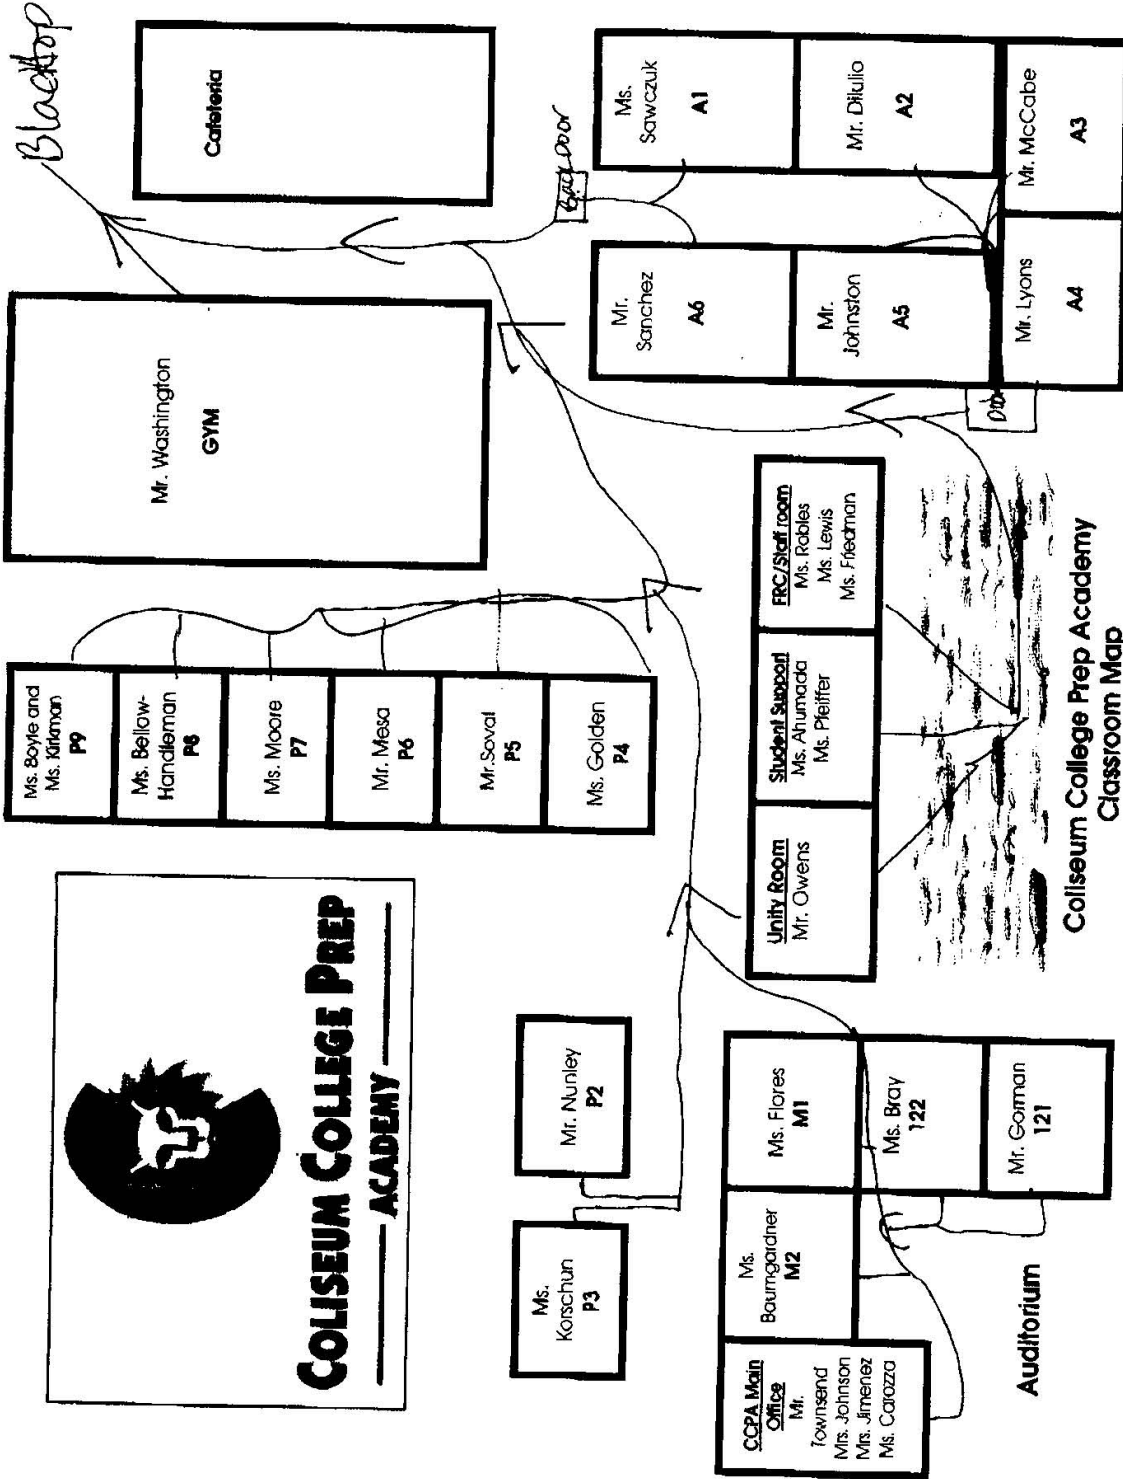 COLISEUM COLLEGE PREP
ACADEMY
Ms. Boyle and
Ms. Kirkman
P9
Ms. Bellow-
Handleman
P8
Ms. Moore
P7
Mr. Mesa
P6
Mr. Soval
P5
Ms. Golden
P4
Mr. Washington
GYM
Cafeteria
Blacktop
Ms.
Korschun
P3
Mr. Nunley
P2
CCPA Main
Office
Mr.
Townsend
Mrs. Johnson
Mrs. Jimenez
Ms. Carozza
Ms.
Baumgardner
M2
Ms. Flores
M1
Ms. Bray
122
Mr. Gorman
121
Auditorium
Unity Room
Mr. Owens
Student Support
Ms. Ahumada
Ms. Pfeiffer
FRC/Staff room
Ms. Robles
Ms. Lewis
Ms. Friedman
Mr.
Sanchez
A6
Mr.
Johnston
A5
Mr. Lyons
A4
Back Door
Ms.
Sawczuk
A1
Mr. DiIulio
A2
Mr. McCabe
A3
Coliseum College Prep Academy
Classroom Map